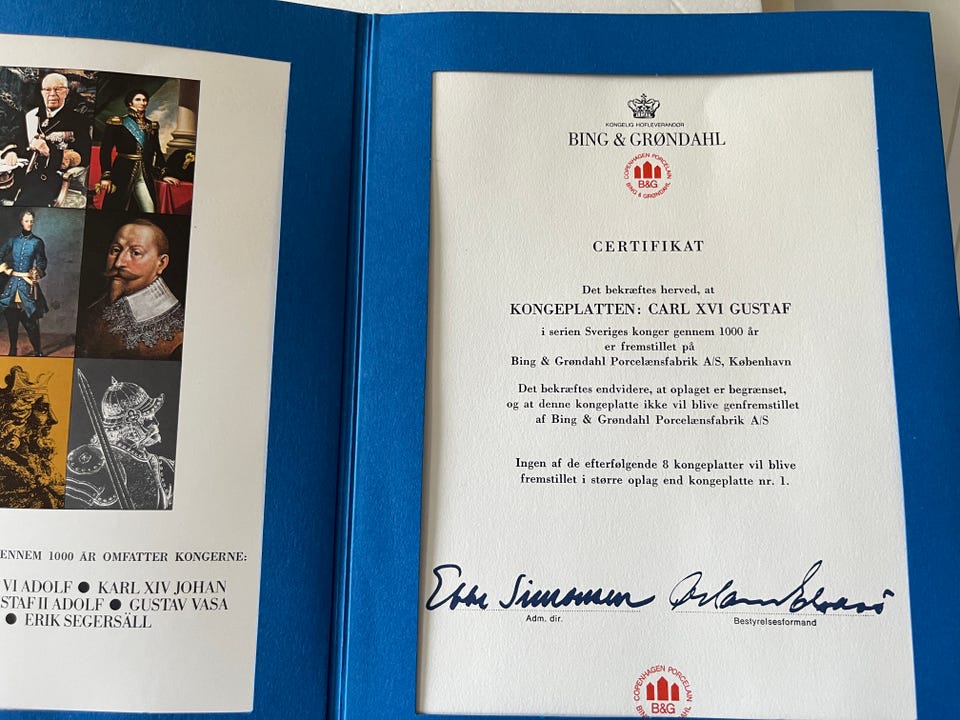 ENNEM 1000 ÅR OMFATTER KONGERNE:
VI ADOLF ● KARL XIV JOHAN
STAF II ADOLF ● GUSTAV VASA
● ERIK SEGERSÄLL
KONGELIG HOFLEVERANDØR
BING & GRØNDAHL
COPENHAGEN PORCELAIN
B&G
BING & GRØNDAHL
CERTIFIKAT
Det bekræftes herved, at
KONGEPLATTEN: CARL XVI GUSTAF
i serien Sveriges konger gennem 1000 år
er fremstillet på
Bing & Grøndahl Porcelænsfabrik A/S, København
Det bekræftes endvidere, at oplaget er begrænset,
og at denne kongeplatte ikke vil blive genfremstillet
af Bing & Grøndahl Porcelænsfabrik A/S
Ingen af de efterfølgende 8 kongeplatter vil blive
fremstillet i større oplag end kongeplatte nr. 1.
Ebbe Simonsen
Adm. dir.
Bestyrelsesformand
COPENHAGEN PORCELAIN
B&G